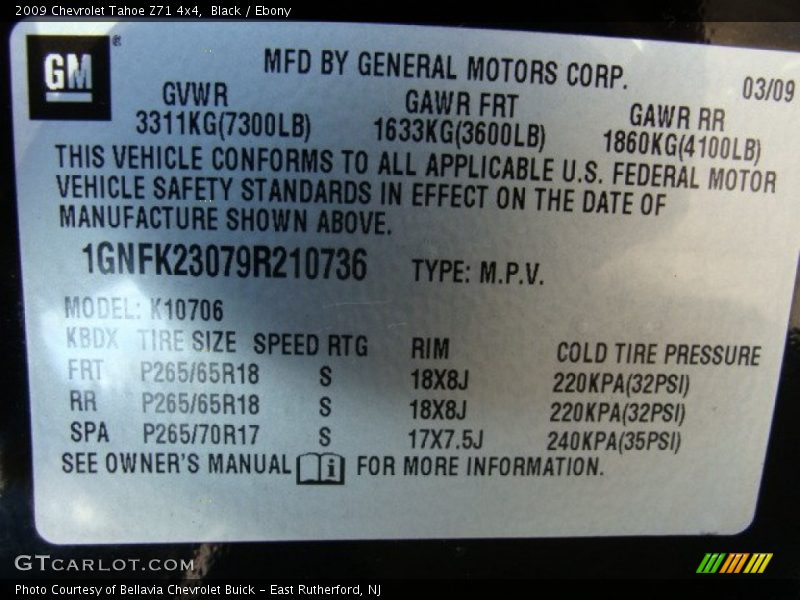 2009 Chevrolet Tahoe Z71 4x4, Black / Ebony
GM ®
MFD BY GENERAL MOTORS CORP.
03/09
GVWR GAWR FRT GAWR RR
3311KG(7300LB) 1633KG(3600LB) 1860KG(4100LB)
THIS VEHICLE CONFORMS TO ALL APPLICABLE U.S. FEDERAL MOTOR
VEHICLE SAFETY STANDARDS IN EFFECT ON THE DATE OF
MANUFACTURE SHOWN ABOVE.
1GNFK23079R210736 TYPE: M.P.V.
MODEL: K10706
KBDX TIRE SIZE SPEED RTG RIM COLD TIRE PRESSURE
FRT P265/65R18 S 18X8J 220KPA(32PSI)
RR P265/65R18 S 18X8J 220KPA(32PSI)
SPA P265/70R17 S 17X7.5J 240KPA(35PSI)
SEE OWNER'S MANUAL i FOR MORE INFORMATION.
GTCARLOT.COM
Photo Courtesy of Bellavia Chevrolet Buick - East Rutherford, NJ